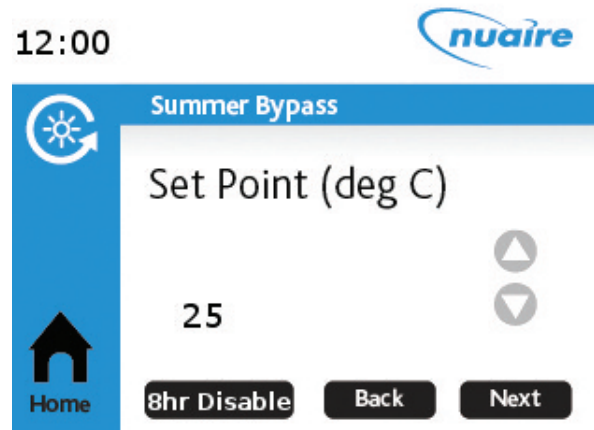 12:00
nuaire
Summer Bypass
Set Point (deg C)
25
Home
8hr Disable
Back
Next